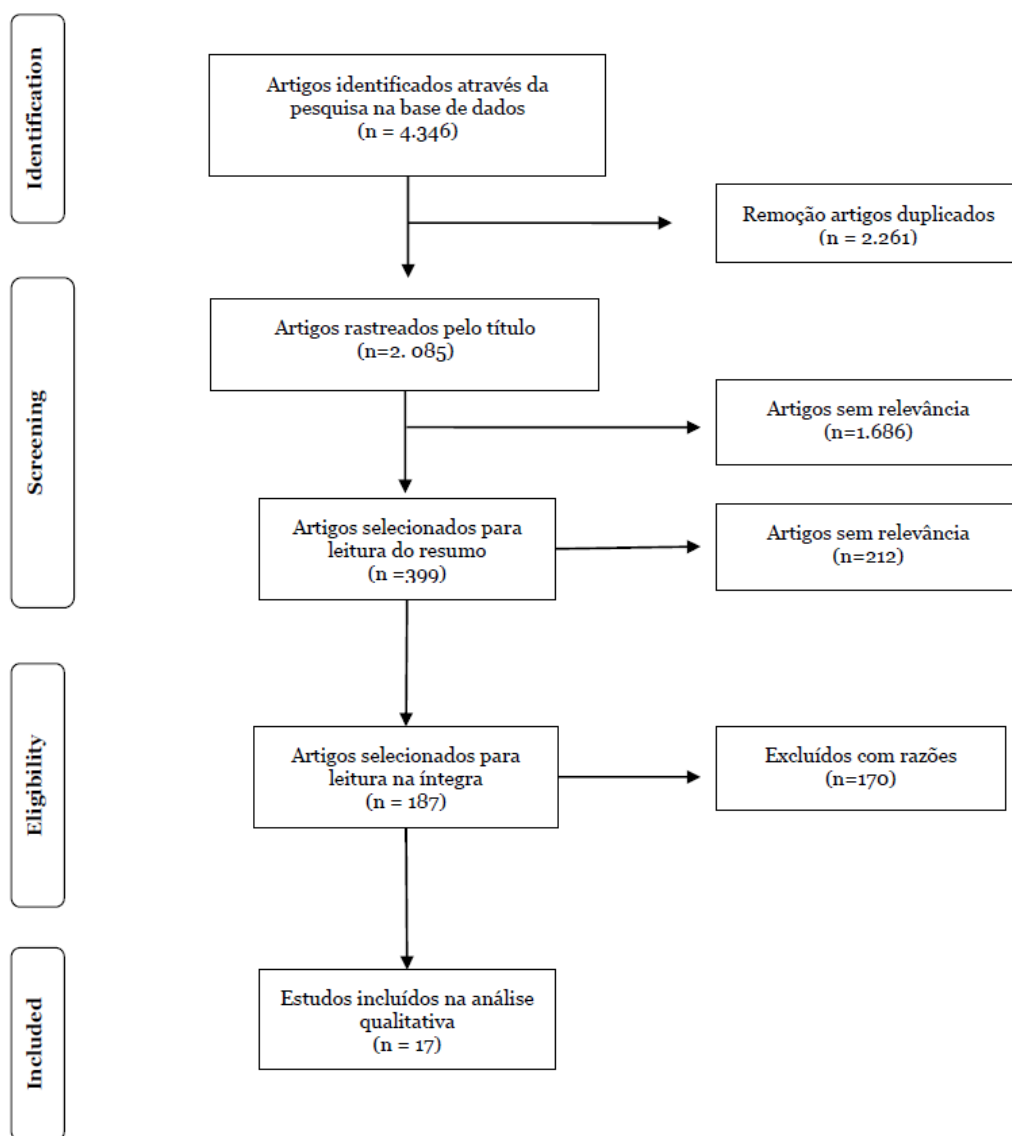 Identification
Artigos identificados através da
pesquisa na base de dados
(n = 4.346)
Remoção artigos duplicados
(n = 2.261)
Screening
Artigos rastreados pelo título
(n=2. 085)
Artigos sem relevância
(n=1.686)
Artigos selecionados para
leitura do resumo
(n =399)
Artigos sem relevância
(n=212)
Eligibility
Artigos selecionados para
leitura na íntegra
(n = 187)
Excluídos com razões
(n=170)
Included
Estudos incluídos na análise
qualitativa
(n = 17)